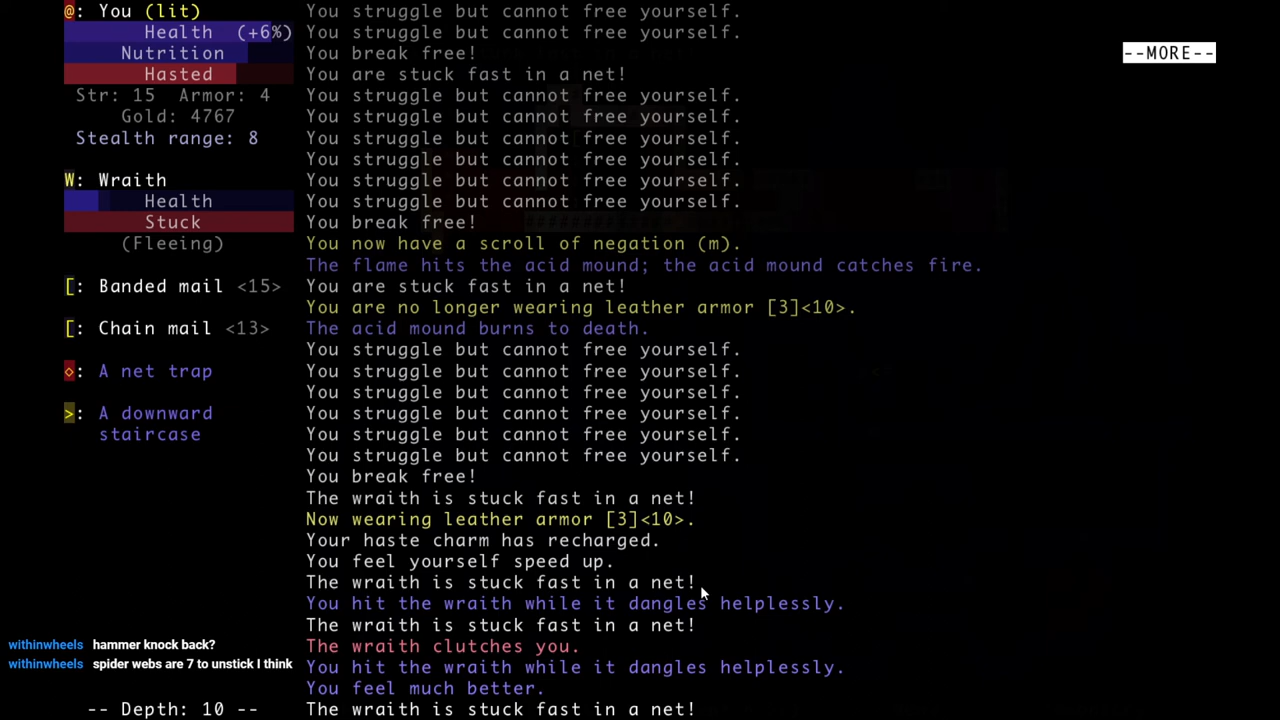 @: You (lit)
Health (+6%)
Nutrition
Hasted
Str: 15 Armor: 4
Gold: 4767
Stealth range: 8
W: Wraith
Health
Stuck
(Fleeing)
[: Banded mail <15>
[: Chain mail <13>
◇: A net trap
>: A downward
staircase
withinwheels hammer knock back?
withinwheels spider webs are 7 to unstick I think
-- Depth: 10 --
You struggle but cannot free yourself.
You struggle but cannot free yourself.
You break free!
You are stuck fast in a net!
You struggle but cannot free yourself.
You struggle but cannot free yourself.
You struggle but cannot free yourself.
You struggle but cannot free yourself.
You struggle but cannot free yourself.
You struggle but cannot free yourself.
You break free!
You now have a scroll of negation (m).
The flame hits the acid mound; the acid mound catches fire.
You are stuck fast in a net!
You are no longer wearing leather armor [3]<10>.
The acid mound burns to death.
You struggle but cannot free yourself.
You struggle but cannot free yourself.
You struggle but cannot free yourself.
You struggle but cannot free yourself.
You struggle but cannot free yourself.
You struggle but cannot free yourself.
You break free!
The wraith is stuck fast in a net!
Now wearing leather armor [3]<10>.
Your haste charm has recharged.
You feel yourself speed up.
The wraith is stuck fast in a net!
You hit the wraith while it dangles helplessly.
The wraith is stuck fast in a net!
The wraith clutches you.
You hit the wraith while it dangles helplessly.
You feel much better.
The wraith is stuck fast in a net!
--MORE--